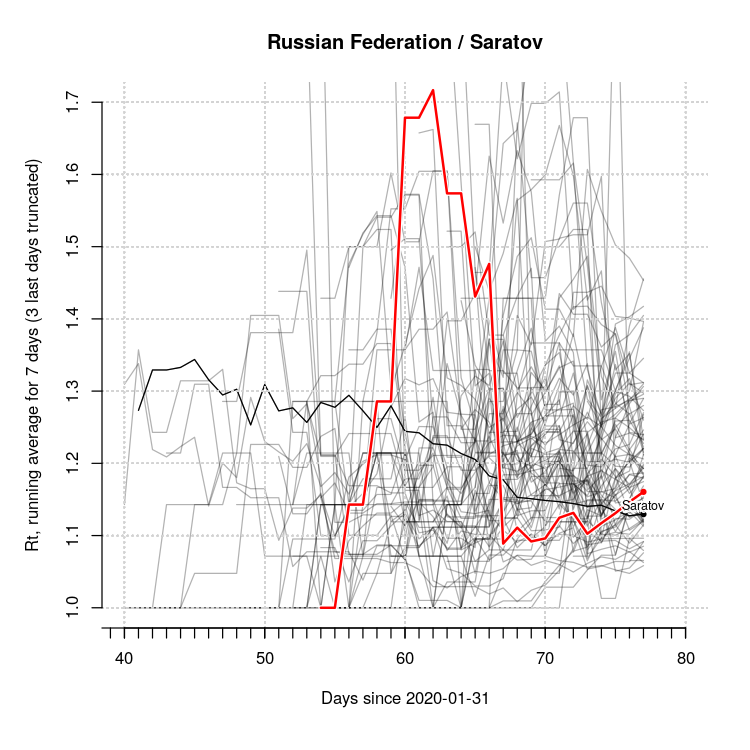 Russian Federation / Saratov
Rt, running average for 7 days (3 last days truncated)
1.7
1.6
1.5
1.4
1.3
1.2
1.1
1.0
Saratov
40 50 60 70 80
Days since 2020-01-31